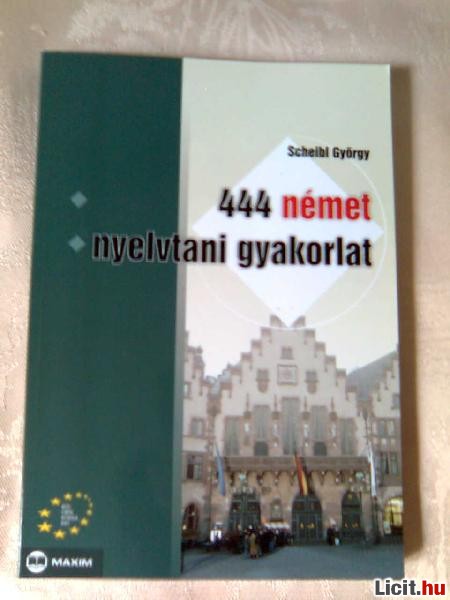 Scheibl György
444 német
nyelvtani gyakorlat
MAXIM
Licit.hu